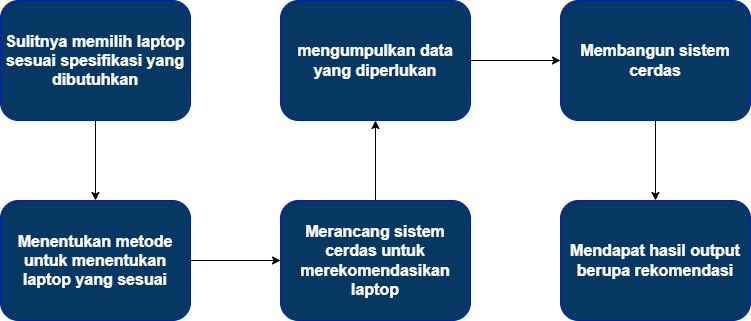 Sulitnya memilih laptop
sesuai spesifikasi yang
dibutuhkan
Menentukan metode
untuk menentukan
laptop yang sesuai
Merancang sistem
cerdas untuk
merekomendasikan
laptop
mengumpulkan data
yang diperlukan
Membangun sistem
cerdas
Mendapat hasil output
berupa rekomendasi